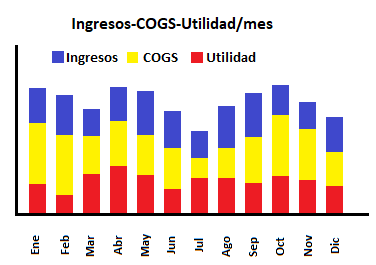 Ingresos-COGS-Utilidad/mes
Ingresos COGS Utilidad
Ene Feb Mar Abr May Jun Jul Ago Sep Oct Nov Dic